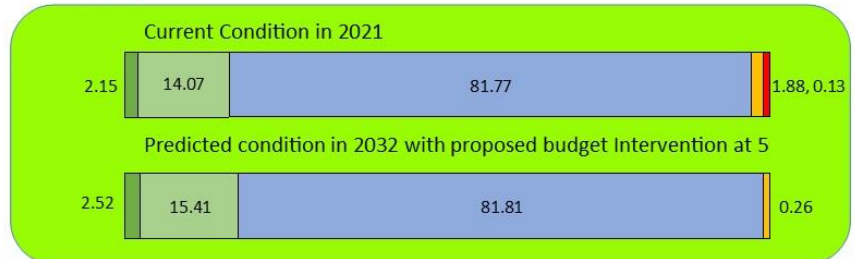 Current Condition in 2021
2.15 14.07 81.77 1.88, 0.13
Predicted condition in 2032 with proposed budget Intervention at 5
2.52 15.41 81.81 0.26